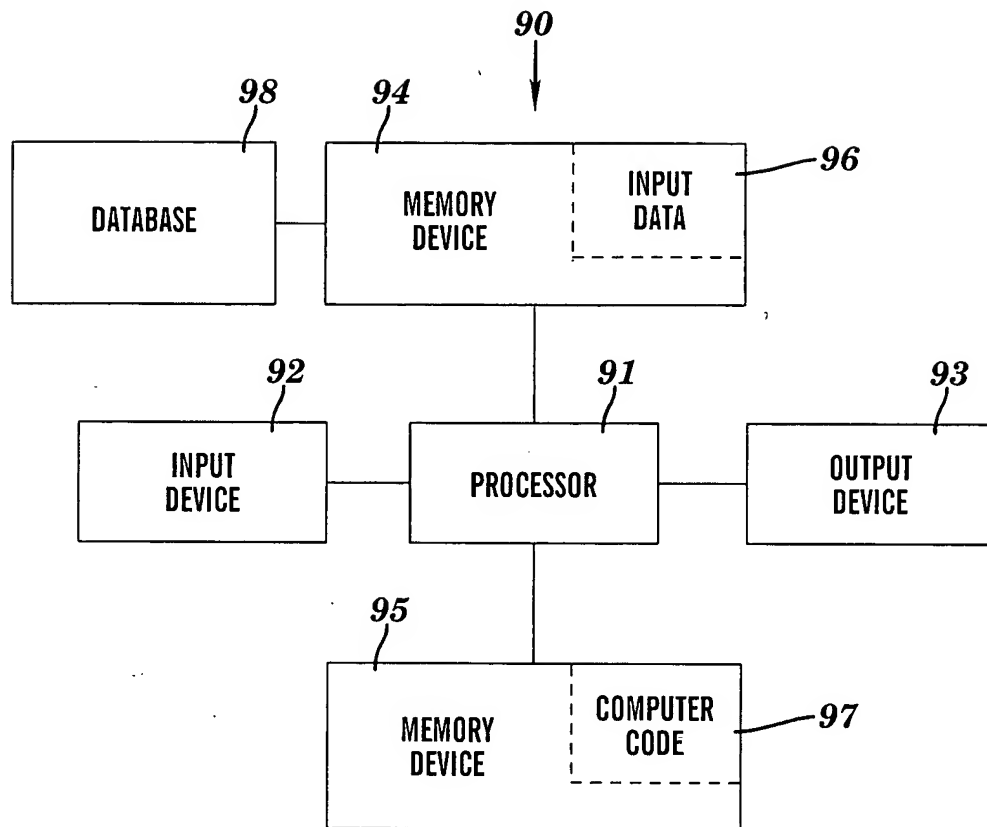 90
98
94
96
DATABASE
MEMORY
DEVICE
INPUT
DATA
92
91
93
INPUT
DEVICE
PROCESSOR
OUTPUT
DEVICE
95
97
MEMORY
DEVICE
COMPUTER
CODE